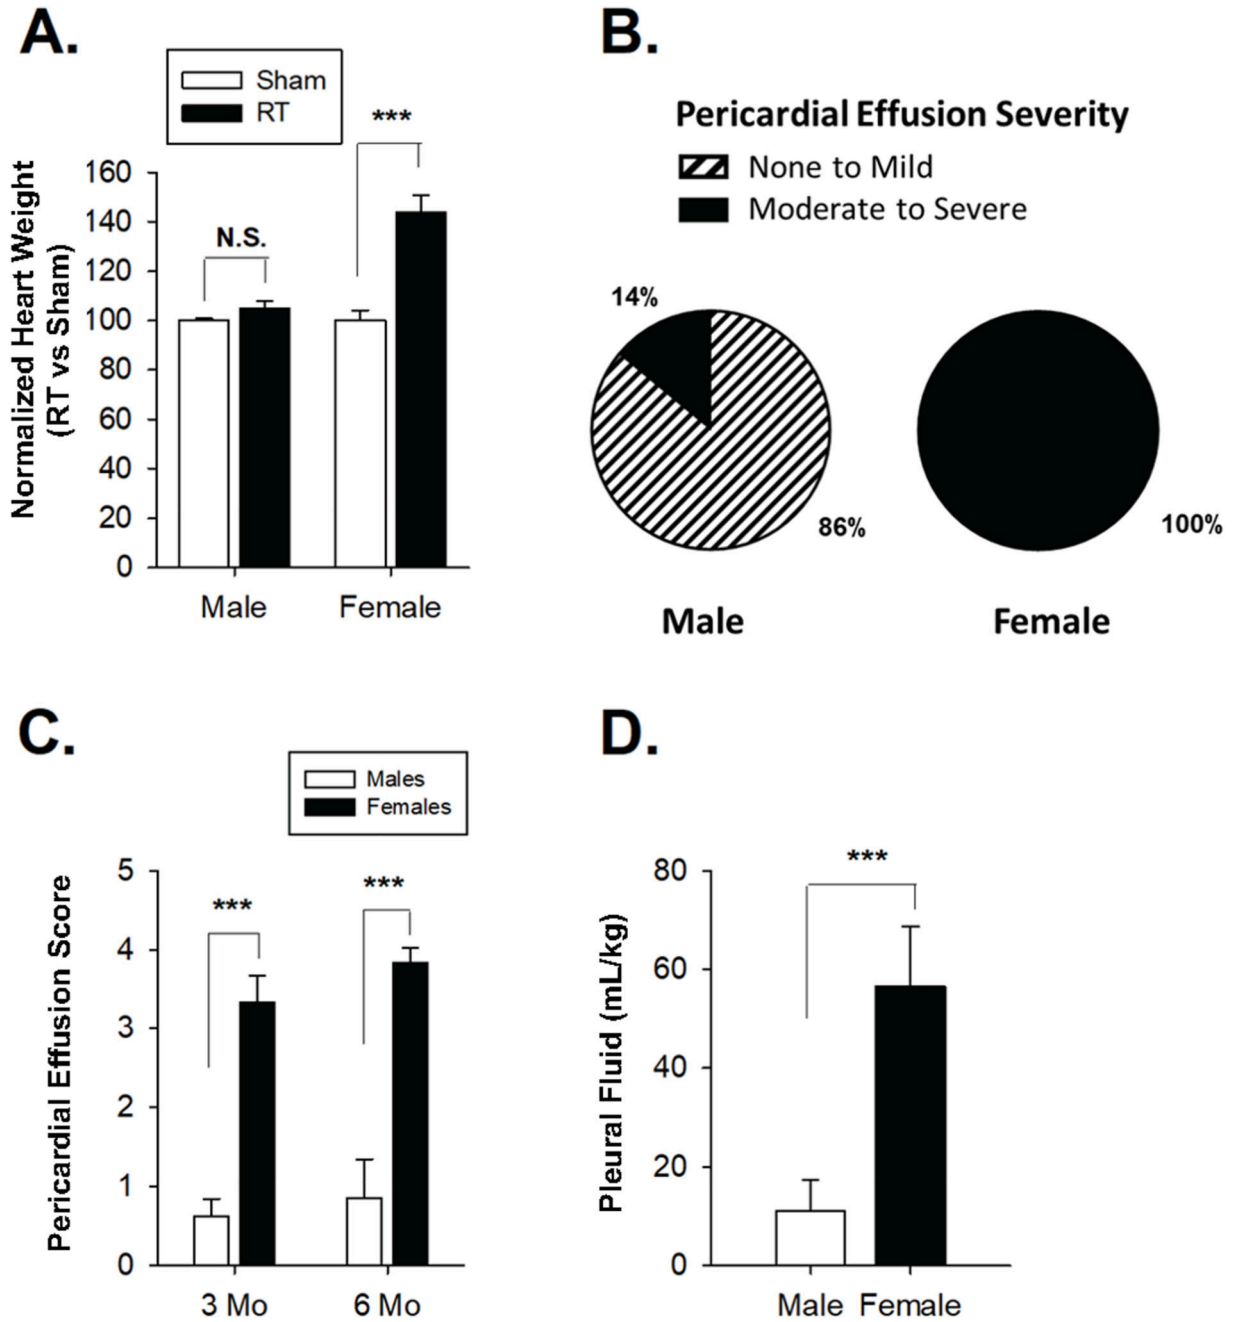 A.
Sham
RT
***
N.S.
Normalized Heart Weight
(RT vs Sham)
160
140
120
100
80
60
40
20
0
Male Female
B.
Pericardial Effusion Severity
None to Mild
Moderate to Severe
14%
86%
100%
Male Female
C.
Males
Females
***
***
Pericardial Effusion Score
5
4
3
2
1
0
3 Mo 6 Mo
D.
***
Pleural Fluid (mL/kg)
80
60
40
20
0
Male Female